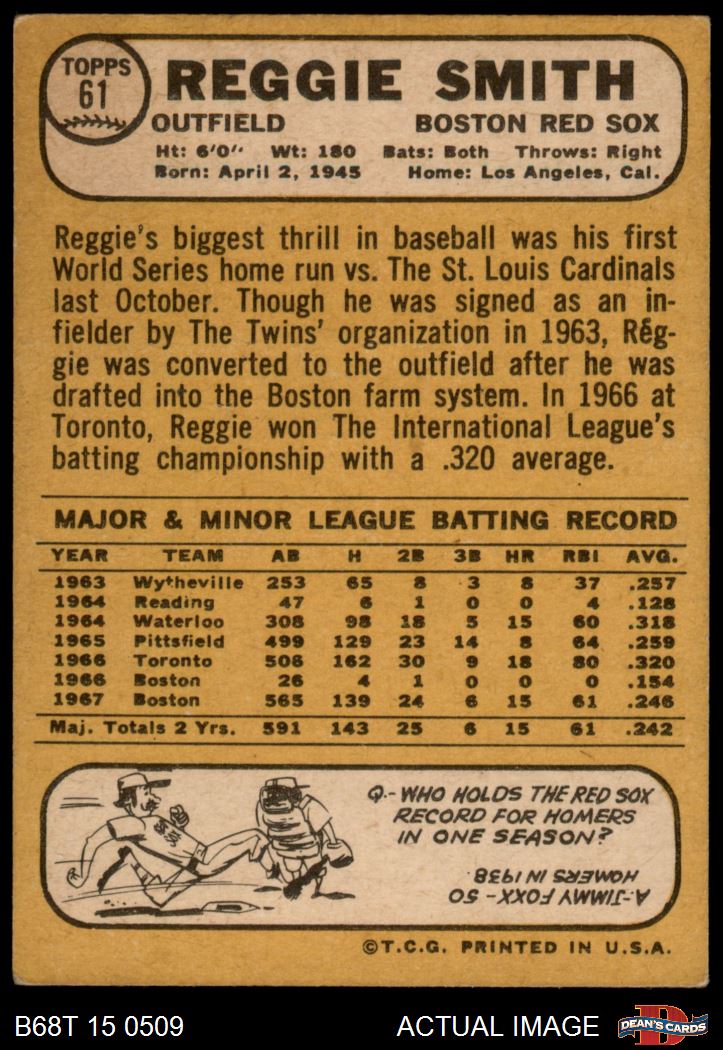 TOPPS
61
REGGIE SMITH
OUTFIELD BOSTON RED SOX
Ht: 6'0" Wt: 180 Bats: Both Throws: Right
Born: April 2, 1945 Home: Los Angeles, Cal.
Reggie's biggest thrill in baseball was his first
World Series home run vs. The St. Louis Cardinals
last October. Though he was signed as an in-
fielder by The Twins' organization in 1963, Reg-
gie was converted to the outfield after he was
drafted into the Boston farm system. In 1966 at
Toronto, Reggie won The International League's
batting championship with a .320 average.
MAJOR & MINOR LEAGUE BATTING RECORD
YEAR TEAM AB H 2B 3B HR RBI AVG.
1963 Wytheville 253 65 8 3 8 37 .257
1964 Reading 47 6 1 0 0 4 .128
1964 Waterloo 308 98 18 5 15 60 .318
1965 Pittsfield 499 129 23 14 8 64 .259
1966 Toronto 506 162 30 9 18 80 .320
1966 Boston 26 4 1 0 0 0 .154
1967 Boston 565 139 24 6 15 61 .246
Maj. Totals 2 Yrs. 591 143 25 6 15 61 .242
Q.-WHO HOLDS THE RED SOX
RECORD FOR HOMERS
IN ONE SEASON?
A-JIMMY FOXX-50
HOMERS IN 1938
©T.C.G. PRINTED IN U.S.A.
B68T 15 0509 ACTUAL IMAGE D DEAN'S CARDS